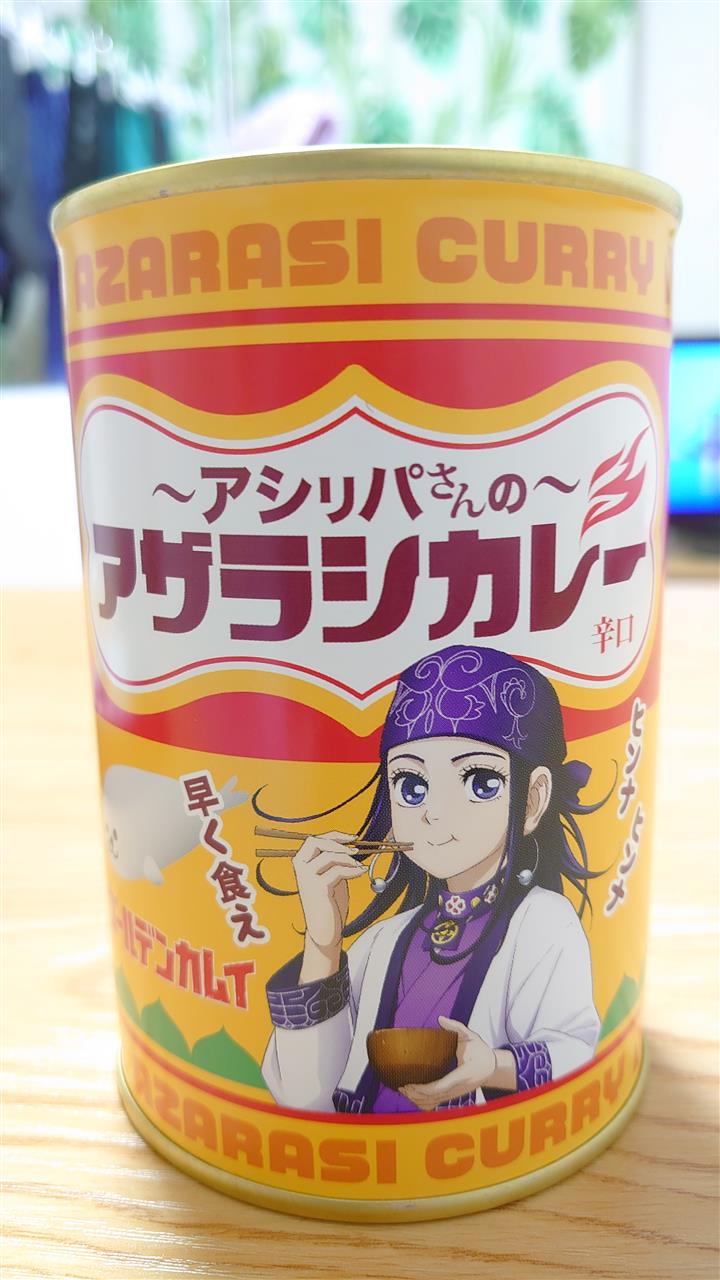 AZARASI CURRY
～アシリパさんの～
アザラシカレー
辛口
ヒンナ ヒンナ
早く食え
ゴールデンカムイ
AZARASI CURRY